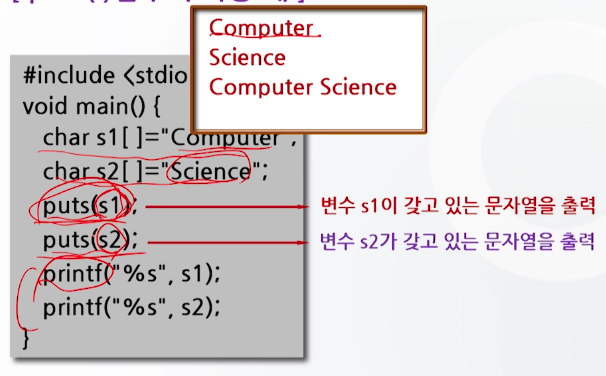 Computer
Science
Computer Science
#include <stdio
void main() {
char s1[ ]="Computer",
char s2[ ]="Science";
puts(s1);
puts(s2);
printf("%s", s1);
printf("%s", s2);
}
변수 s1이 갖고 있는 문자열을 출력
변수 s2가 갖고 있는 문자열을 출력